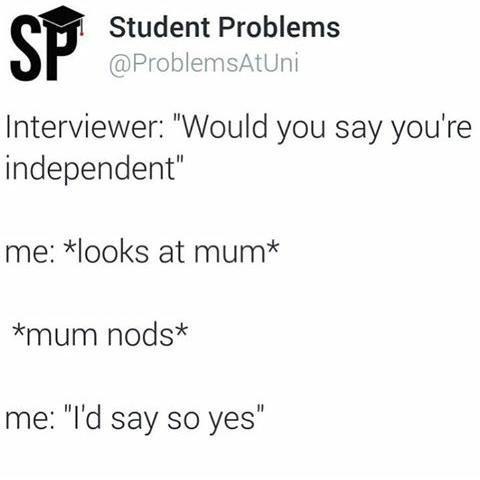 SP Student Problems
@ProblemsAtUni
Interviewer: "Would you say you're
independent"
me: *looks at mum*
*mum nods*
me: "I'd say so yes"